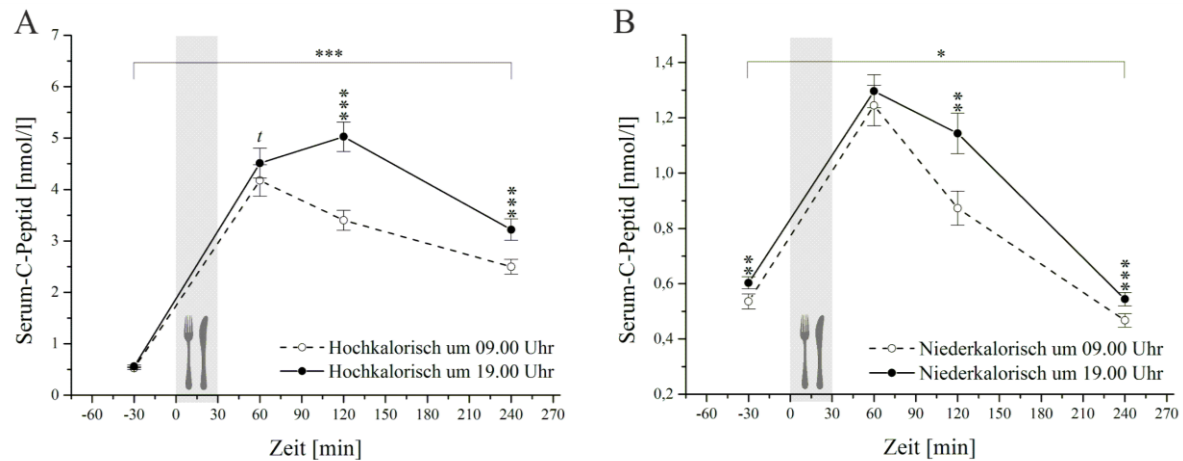 A
B
Serum-C-Peptid [nmol/l]
7
6
5
4
3
2
1
0
***
t
***
***
Hochkalorisch um 09.00 Uhr
Hochkalorisch um 19.00 Uhr
-60 -30 0 30 60 90 120 150 180 210 240 270
Zeit [min]
Serum-C-Peptid [nmol/l]
1,4
1,2
1,0
0,8
0,6
0,4
0,2
*
**
**
***
Niederkalorisch um 09.00 Uhr
Niederkalorisch um 19.00 Uhr
-60 -30 0 30 60 90 120 150 180 210 240 270
Zeit [min]